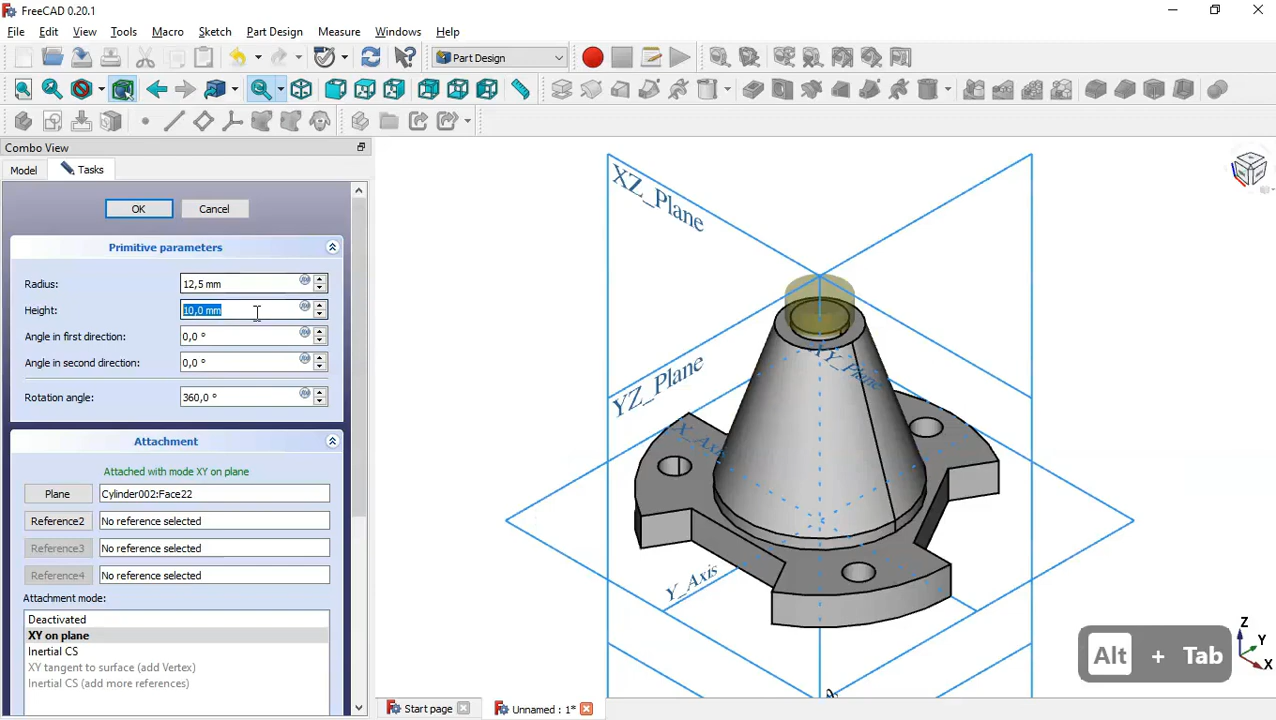 FreeCAD 0.20.1
File Edit View Tools Macro Sketch Part Design Measure Windows Help
Part Design
Combo View
Model Tasks
OK Cancel
Primitive parameters
Radius: 12,5 mm
Height: 10,0 mm
Angle in first direction: 0,0 °
Angle in second direction: 0,0 °
Rotation angle: 360,0 °
Attachment
Attached with mode XY on plane
Plane Cylinder002:Face22
Reference2 No reference selected
Reference3 No reference selected
Reference4 No reference selected
Attachment mode:
Deactivated
XY on plane
Inertial CS
XY tangent to surface (add Vertex)
Inertial CS (add more references)
XZ_Plane
YZ_Plane
XY_Plane
X_Axis
Y_Axis
Alt + Tab
Z
Y
X
Start page Unnamed : 1*